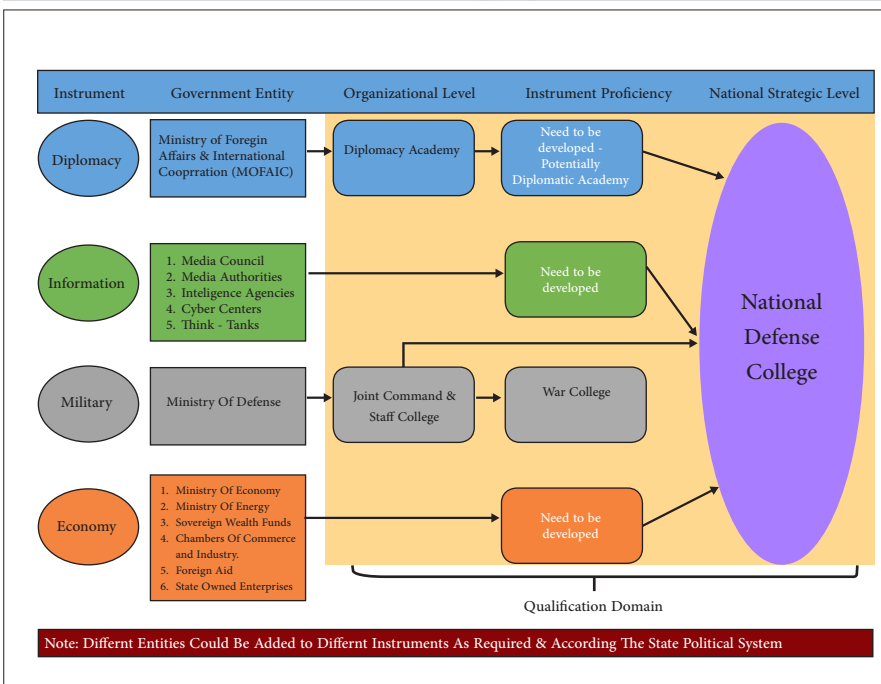 Instrument Government Entity Organizational Level Instrument Proficiency National Strategic Level
Diplomacy
Ministry of Foregin
Affairs & International
Cooprration (MOFAIC)
Diplomacy Academy
Need to be
developed -
Potentially
Diplomatic Academy
Information
1. Media Council
2. Media Authorities
3. Inteligence Agencies
4. Cyber Centers
5. Think - Tanks
Need to be
developed
National
Defense
College
Military
Ministry Of Defense
Joint Command &
Staff College
War College
Economy
1. Ministry Of Economy
2. Ministry Of Energy
3. Sovereign Wealth Funds
4. Chambers Of Commerce
and Industry.
5. Foreign Aid
6. State Owned Enterprises
Need to be
developed
Qualification Domain
Note: Differnt Entities Could Be Added to Differnt Instruments As Required & According The State Political System